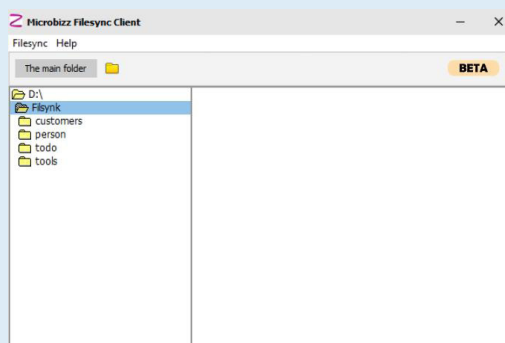 Microbizz Filesync Client
Filesync Help
The main folder
BETA
D:\
Filsynk
customers
person
todo
tools